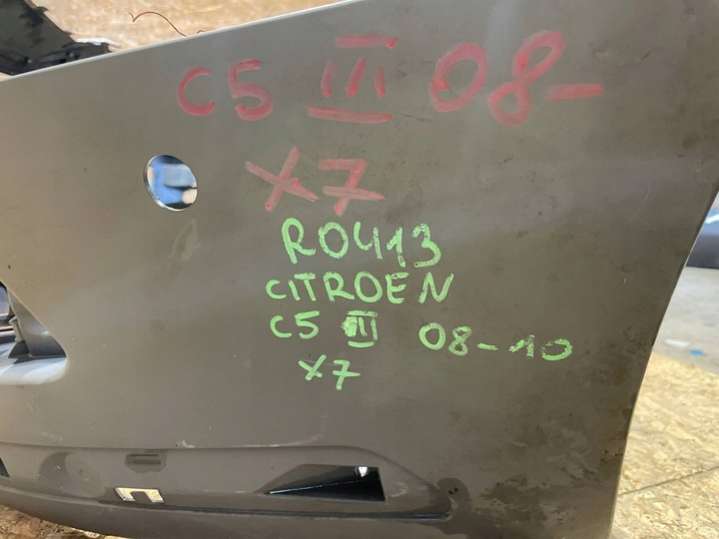 C5 III 08-
X7
R0413
CITROEN
C5 III 08-10
X7